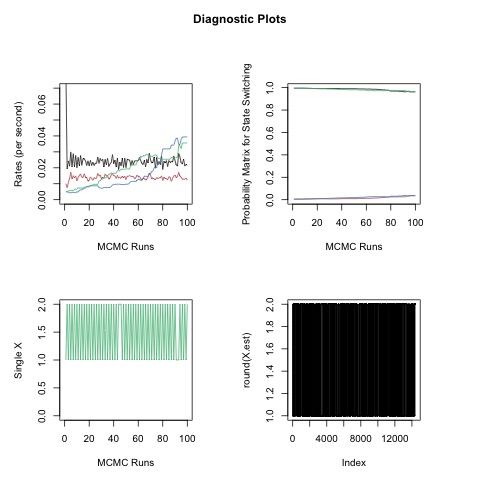 Diagnostic Plots
Rates (per second)
0.00 0.02 0.04 0.06
0 20 40 60 80 100
MCMC Runs
Probability Matrix for State Switching
0.0 0.2 0.4 0.6 0.8 1.0
0 20 40 60 80 100
MCMC Runs
Single X
0.0 0.5 1.0 1.5 2.0
0 20 40 60 80 100
MCMC Runs
round(X.est)
1.0 1.2 1.4 1.6 1.8 2.0
0 4000 8000 12000
Index